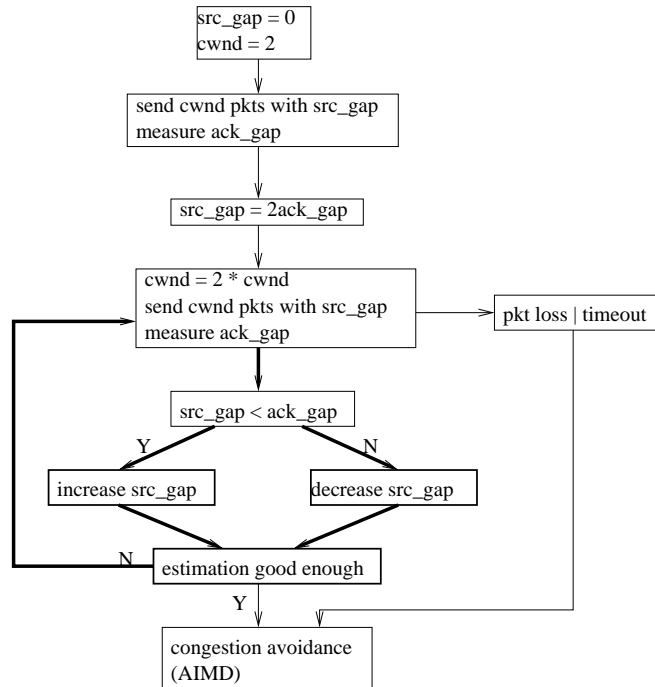 src_gap = 0
cwnd = 2
send cwnd pkts with src_gap
measure ack_gap
src_gap = 2ack_gap
cwnd = 2 * cwnd
send cwnd pkts with src_gap
measure ack_gap
pkt loss | timeout
src_gap < ack_gap
Y
N
increase src_gap
decrease src_gap
N
estimation good enough
Y
congestion avoidance
(AIMD)